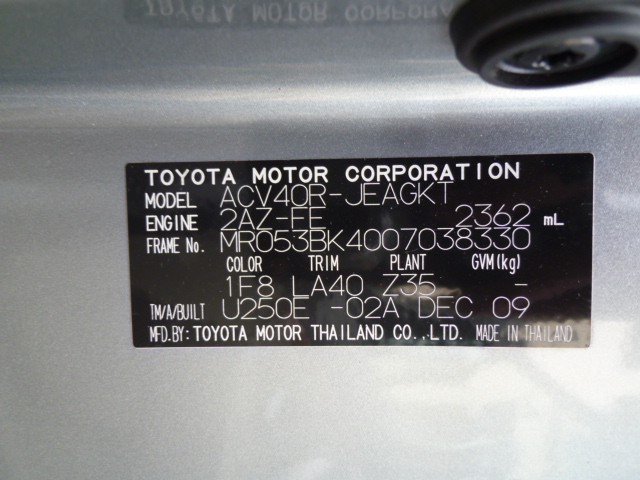 TOYOTA MOTOR CORPORATION
MODEL ACV40R-JEAGKT
ENGINE 2AZ-FE 2362 mL
FRAME No. MR053BK4007038330
COLOR TRIM PLANT GVM(kg)
1F8 LA40 Z35 -
TM/A/BUILT U250E -02A DEC 09
MFD.BY:TOYOTA MOTOR THAILAND CO.,LTD. MADE IN THAILAND